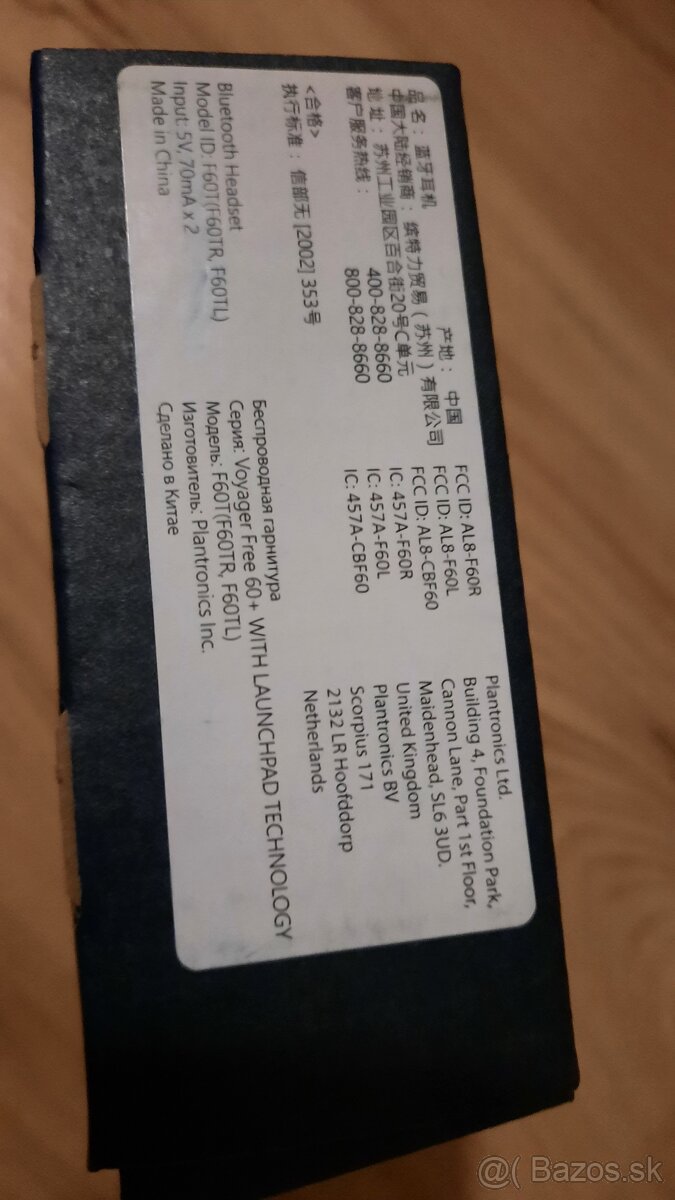 品名：蓝牙耳机
产地：中国
中国大陆经销商：缤特力贸易（苏州）有限公司
地址：苏州工业园区百合街20号C单元
客户服务热线：
400-828-8660
800-828-8660
<合格>
执行标准：信部无 [2002] 353号
Bluetooth Headset
Model ID: F60T(F60TR, F60TL)
Input: 5V, 70mA x 2
Made in China
FCC ID: AL8-F60R
FCC ID: AL8-F60L
FCC ID: AL8-CBF60
IC: 457A-F60R
IC: 457A-F60L
IC: 457A-CBF60
Беспроводная гарнитура
Серия: Voyager Free 60+ WITH LAUNCHPAD TECHNOLOGY
Модель: F60T(F60TR, F60TL)
Изготовитель: Plantronics Inc.
Сделано в Китае
Plantronics Ltd.
Building 4, Foundation Park,
Cannon Lane, Part 1st Floor,
Maidenhead, SL6 3UD.
United Kingdom
Plantronics BV
Scorpius 171
2132 LR Hoofddorp
Netherlands
@( Bazos.sk